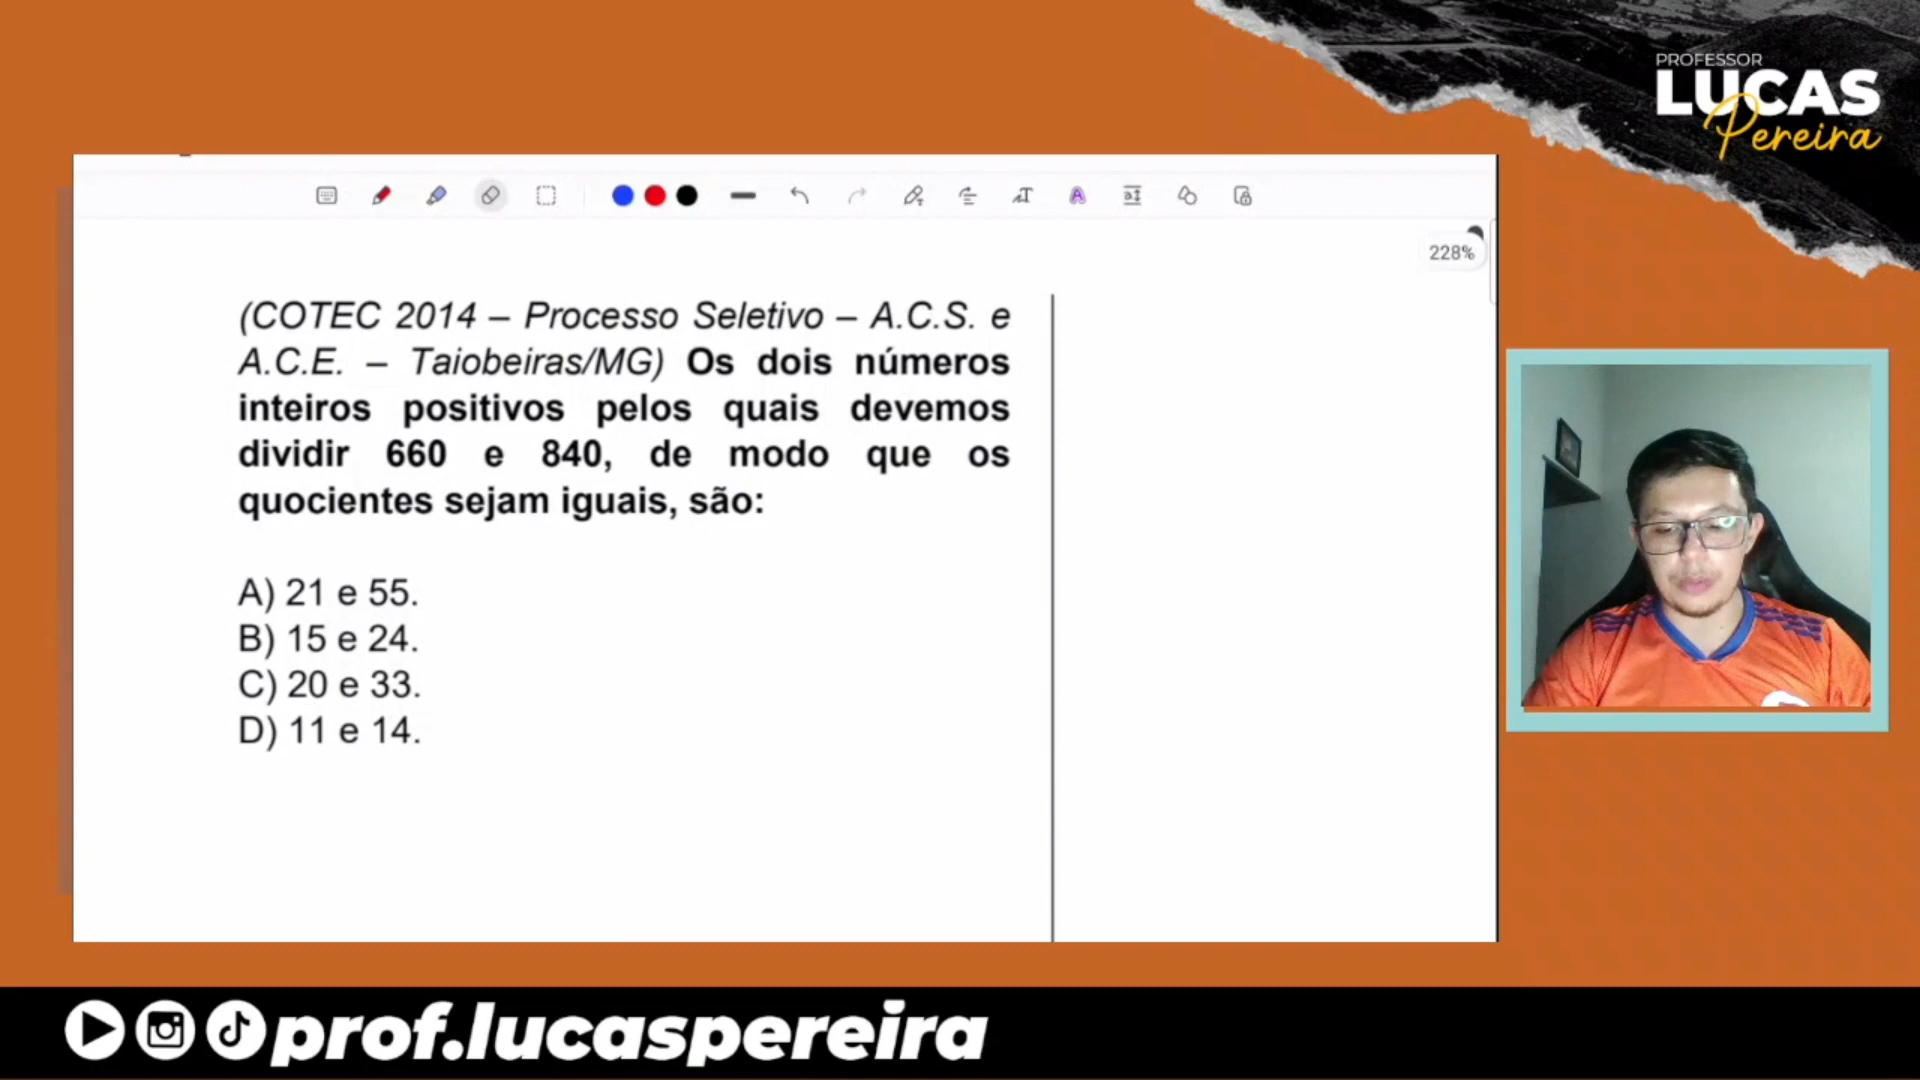 PROFESSOR
LUCAS
Pereira
228%
(COTEC 2014 – Processo Seletivo – A.C.S. e
A.C.E. – Taiobeiras/MG) Os dois números
inteiros positivos pelos quais devemos
dividir 660 e 840, de modo que os
quocientes sejam iguais, são:
A) 21 e 55.
B) 15 e 24.
C) 20 e 33.
D) 11 e 14.
prof.lucaspereira